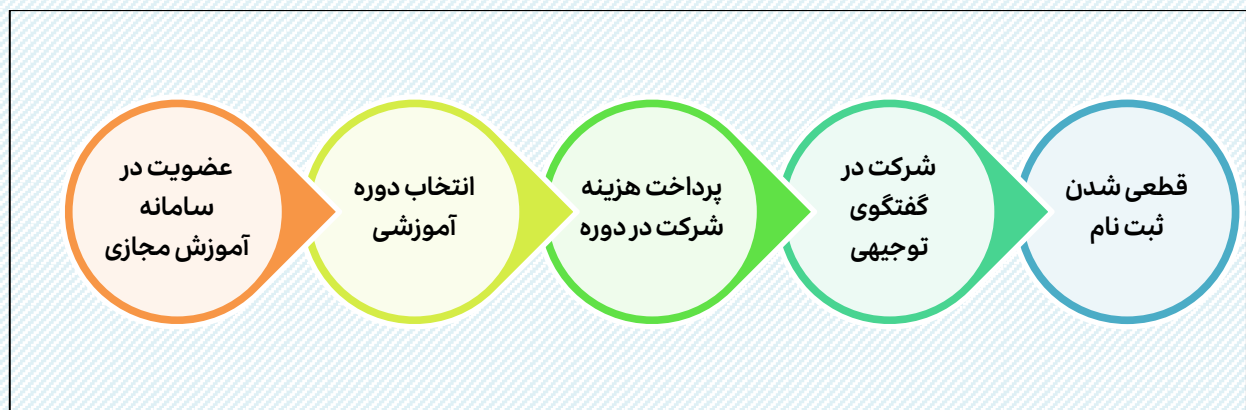 عضویت در
سامانه
آموزش مجازی
انتخاب دوره
آموزشی
پرداخت هزینه
شرکت در دوره
شرکت در
گفتگوی
توجیهی
قطعی شدن
ثبت نام